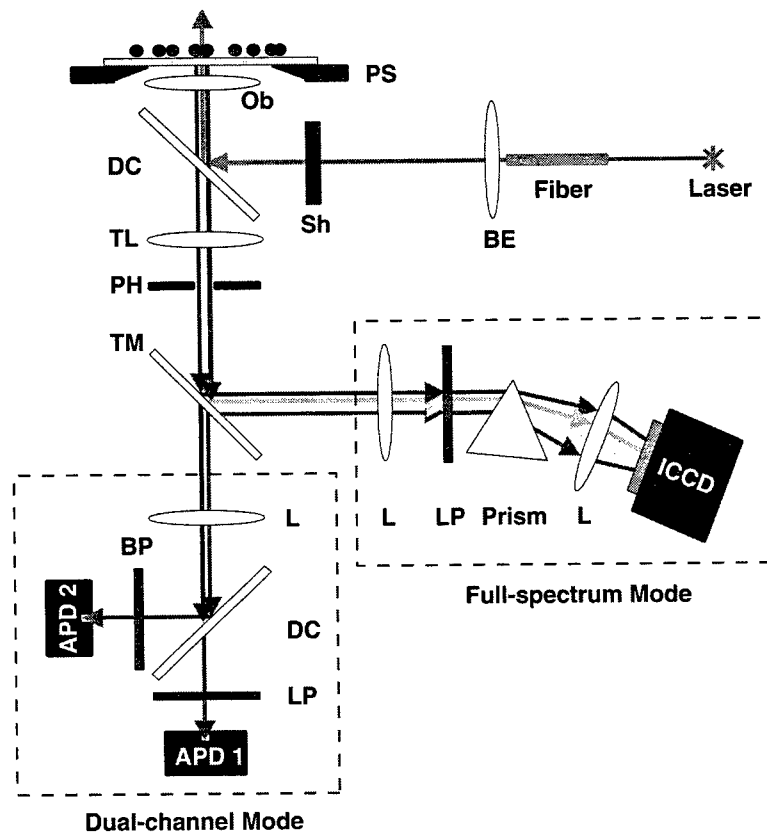 PS
Ob
DC
Sh
BE
Fiber
Laser
TL
PH
TM
L
LP
Prism
L
ICCD
Full-spectrum Mode
L
BP
APD 2
DC
LP
APD 1
Dual-channel Mode